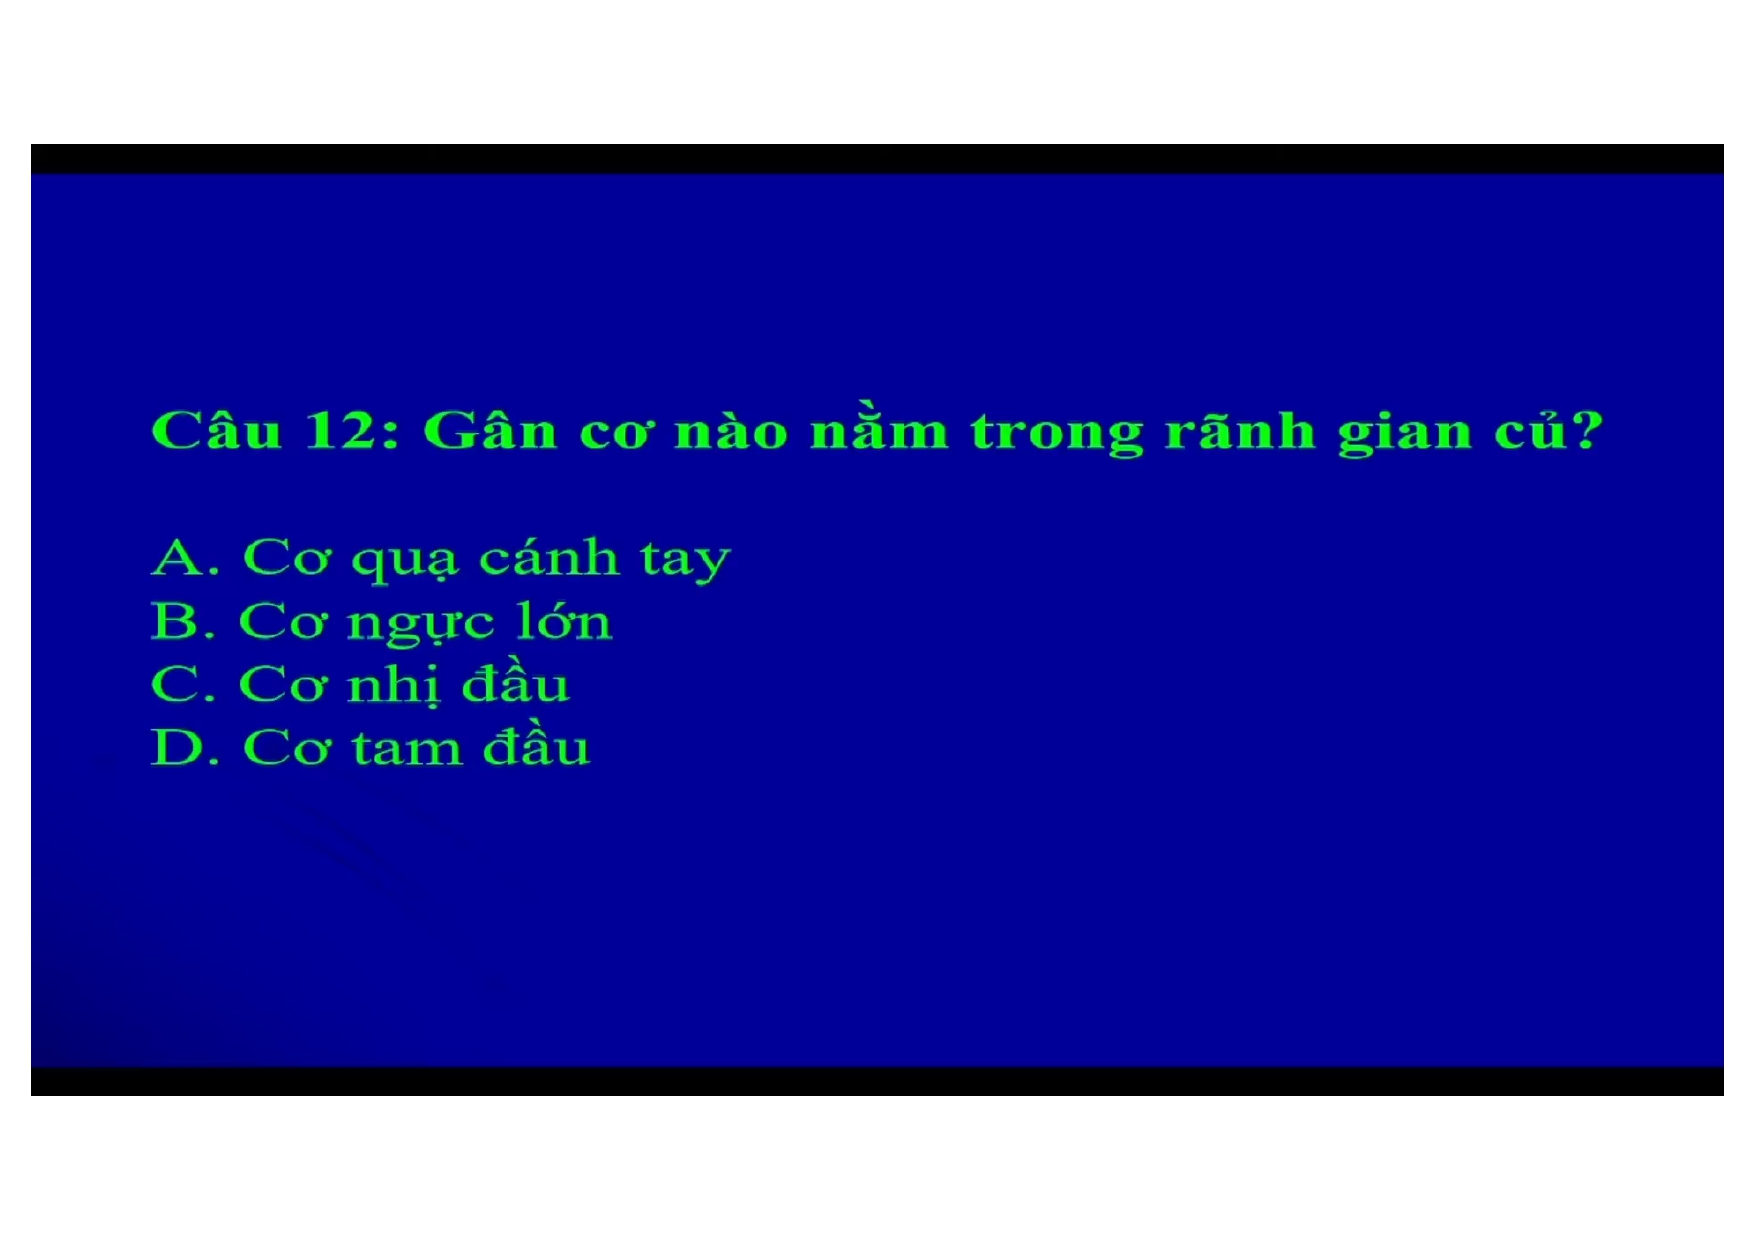 Câu 12: Gân cơ nào nằm trong rãnh gian củ?
A. Cơ quạ cánh tay
B. Cơ ngực lớn
C. Cơ nhị đầu
D. Cơ tam đầu